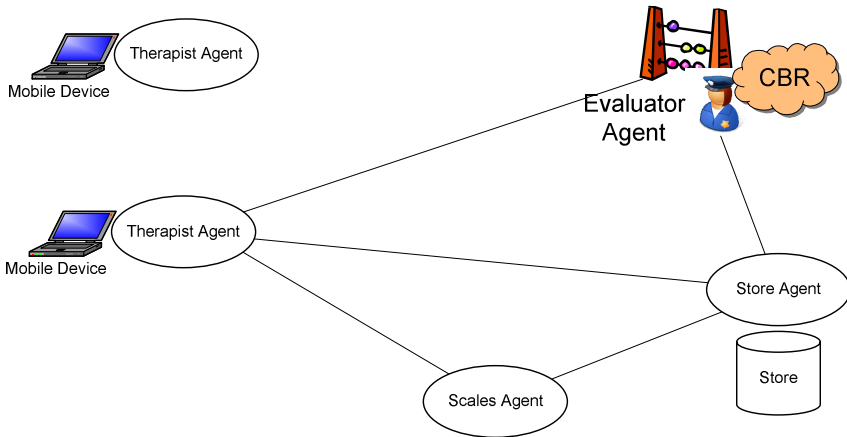 Therapist Agent
Mobile Device
CBR
Evaluator
Agent
Therapist Agent
Mobile Device
Store Agent
Store
Scales Agent